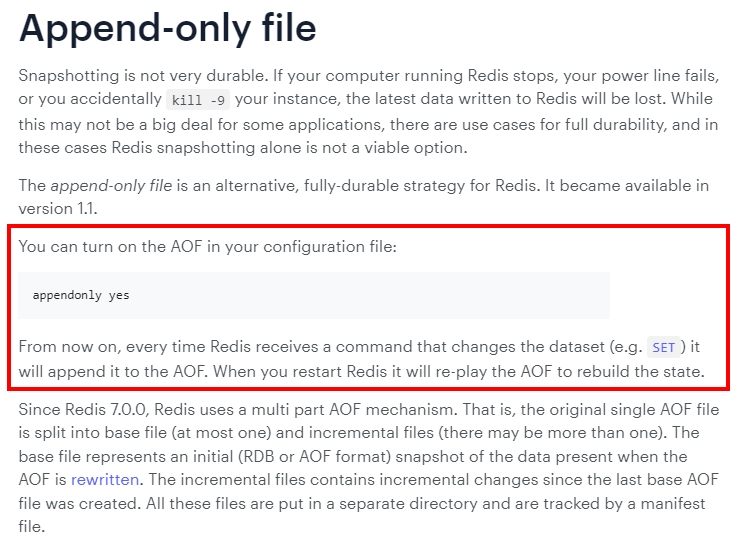 Append-only file
Snapshotting is not very durable. If your computer running Redis stops, your power line fails,
or you accidentally kill -9 your instance, the latest data written to Redis will be lost. While
this may not be a big deal for some applications, there are use cases for full durability, and in
these cases Redis snapshotting alone is not a viable option.
The append-only file is an alternative, fully-durable strategy for Redis. It became available in
version 1.1.
You can turn on the AOF in your configuration file:
appendonly yes
From now on, every time Redis receives a command that changes the dataset (e.g. SET ) it
will append it to the AOF. When you restart Redis it will re-play the AOF to rebuild the state.
Since Redis 7.0.0, Redis uses a multi part AOF mechanism. That is, the original single AOF file
is split into base file (at most one) and incremental files (there may be more than one). The
base file represents an initial (RDB or AOF format) snapshot of the data present when the
AOF is rewritten. The incremental files contains incremental changes since the last base AOF
file was created. All these files are put in a separate directory and are tracked by a manifest
file.